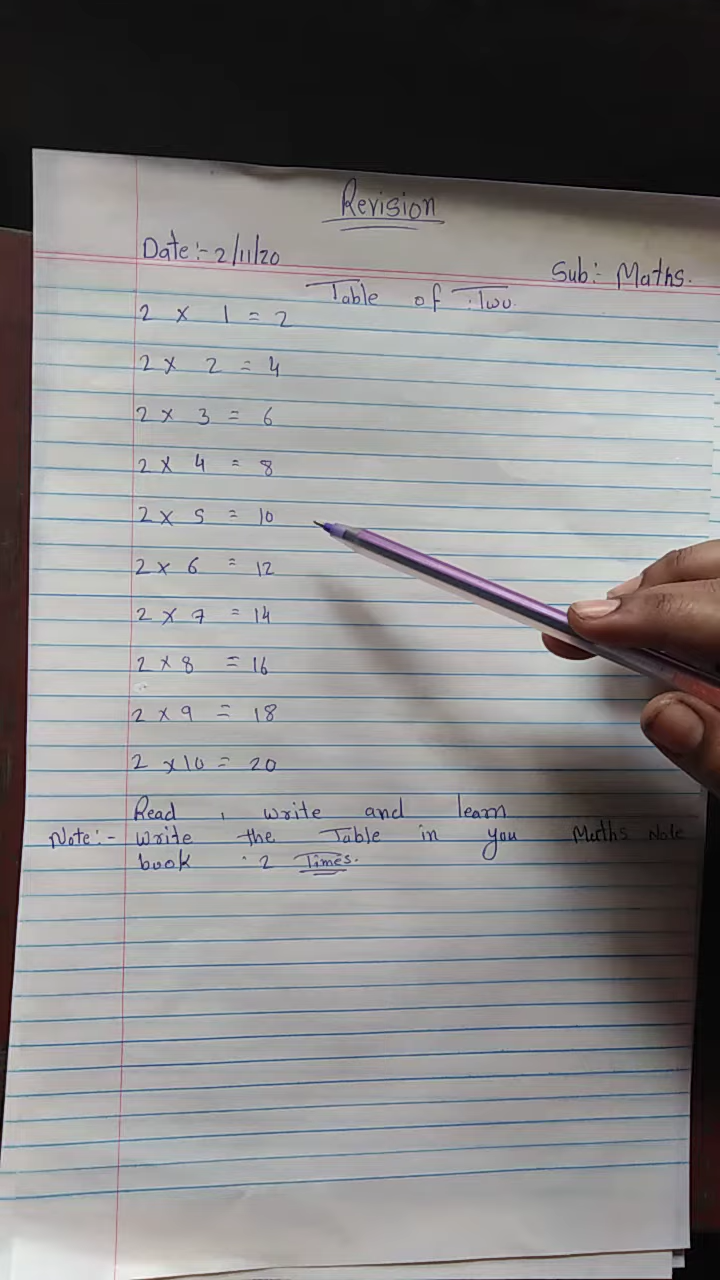 Revision
Date:- 2/11/20
Sub:- Maths.
Table of Two.
2 x 1 = 2
2 x 2 = 4
2 x 3 = 6
2 x 4 = 8
2 x 5 = 10
2 x 6 = 12
2 x 7 = 14
2 x 8 = 16
2 x 9 = 18
2 x 10 = 20
Read , write and learn
Note:- write the Table in you Maths Note
book 2 Times.